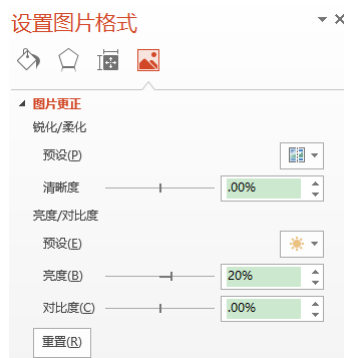 设置图片格式
图片更正
锐化/柔化
预设(P)
清晰度 .00%
亮度/对比度
预设(E)
亮度(B) 20%
对比度(C) .00%
重置(R)